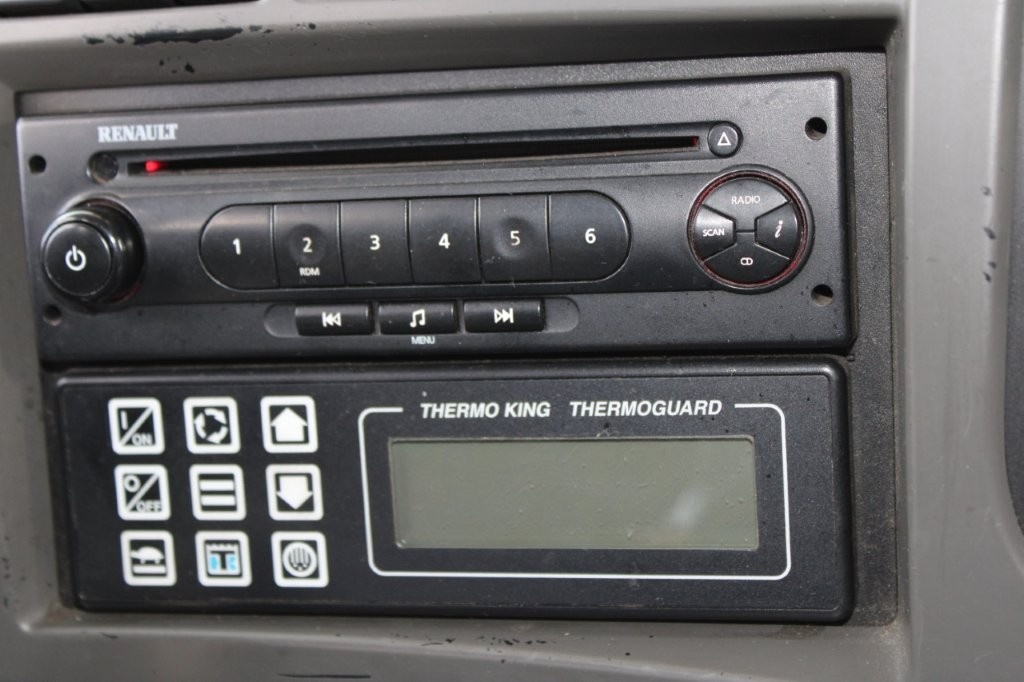 RENAULT
RADIO
SCAN i
1 2 3 4 5 6
RDM
MENU
THERMO KING THERMOGUARD
I/ON
O/OFF
T